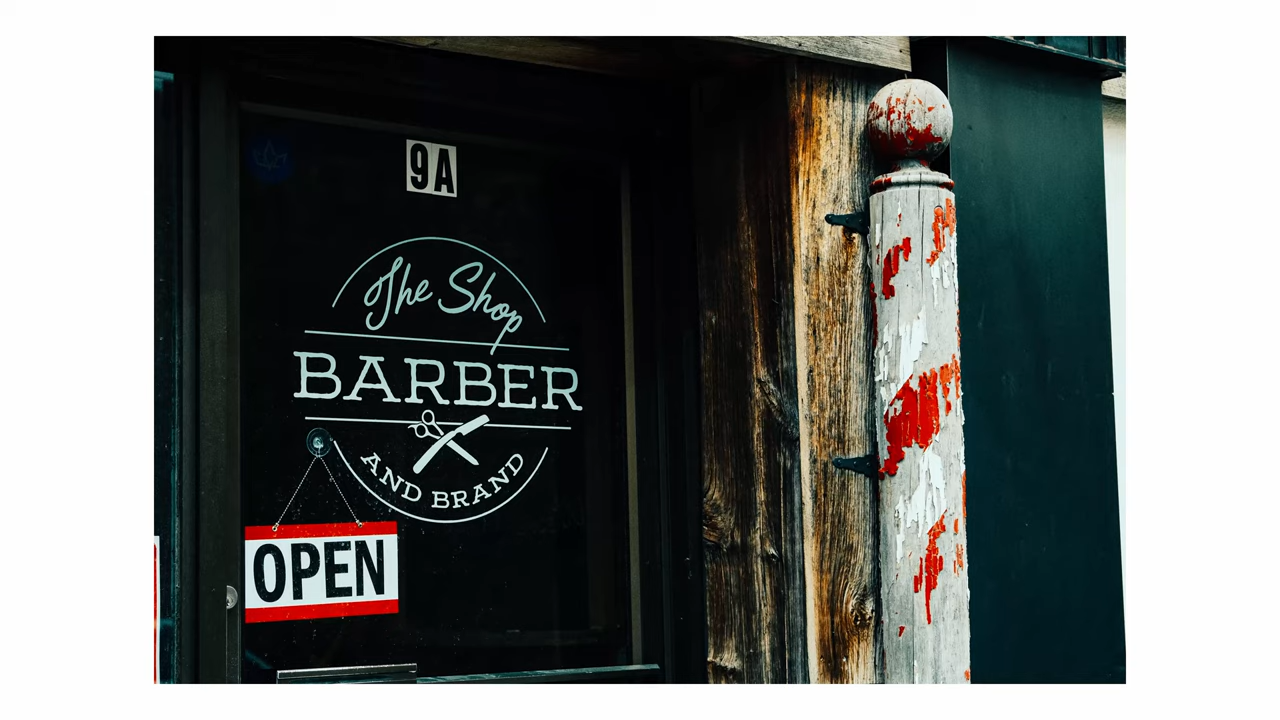 9A
The Shop
BARBER
AND BRAND
OPEN